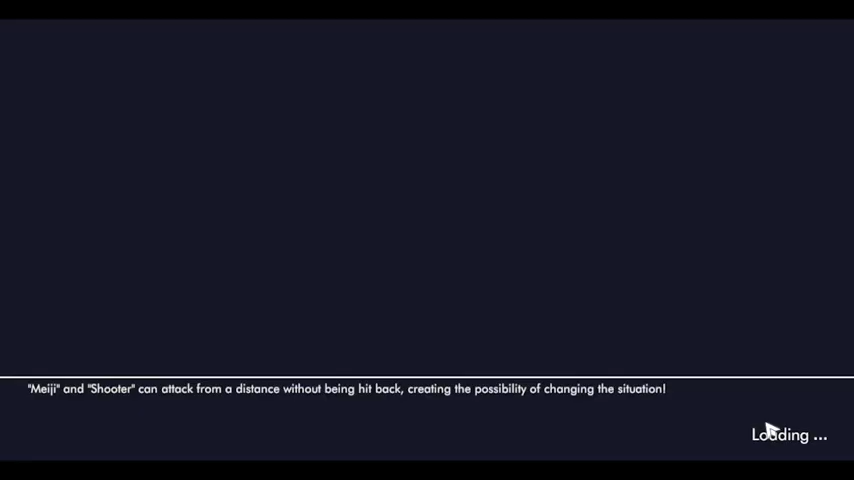 "Meiji" and "Shooter" can attack from a distance without being hit back, creating the possibility of changing the situation!
Loading ...